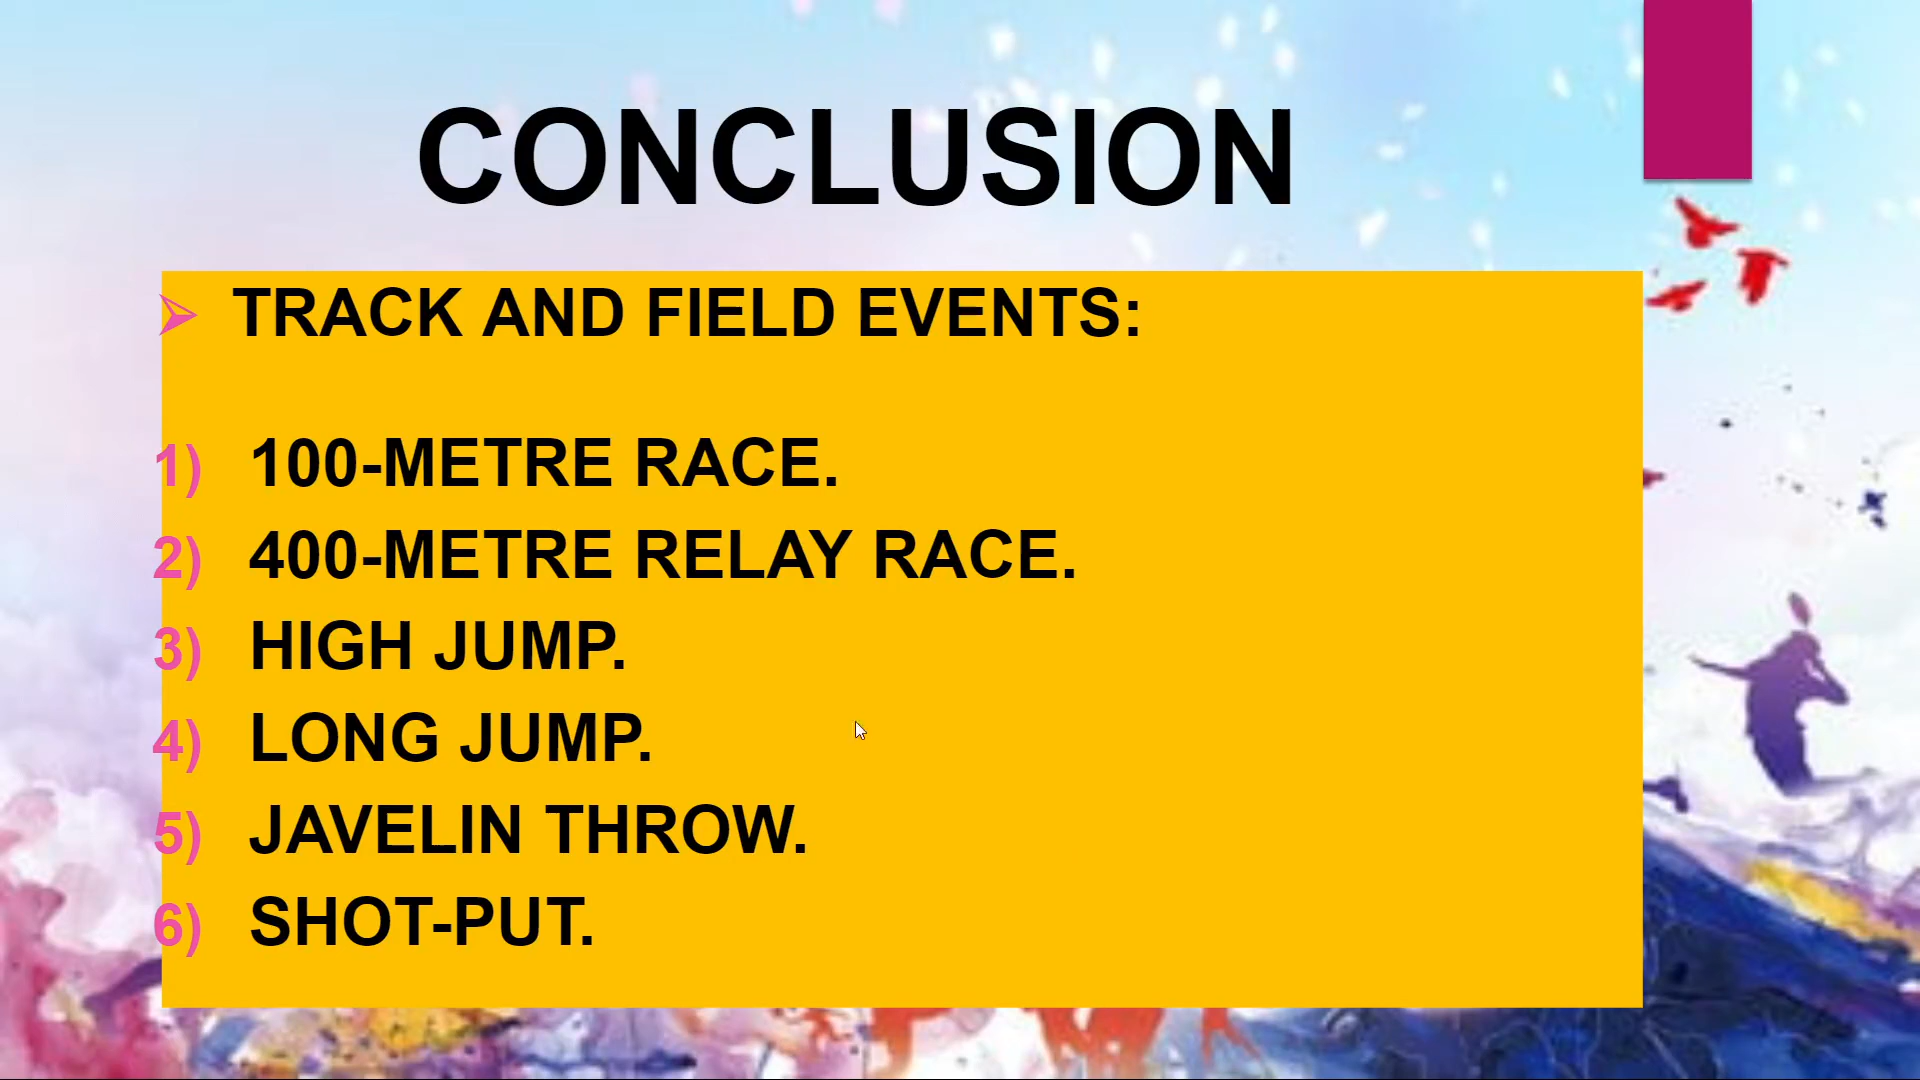 CONCLUSION
➢ TRACK AND FIELD EVENTS:
1) 100-METRE RACE.
2) 400-METRE RELAY RACE.
3) HIGH JUMP.
4) LONG JUMP.
5) JAVELIN THROW.
6) SHOT-PUT.